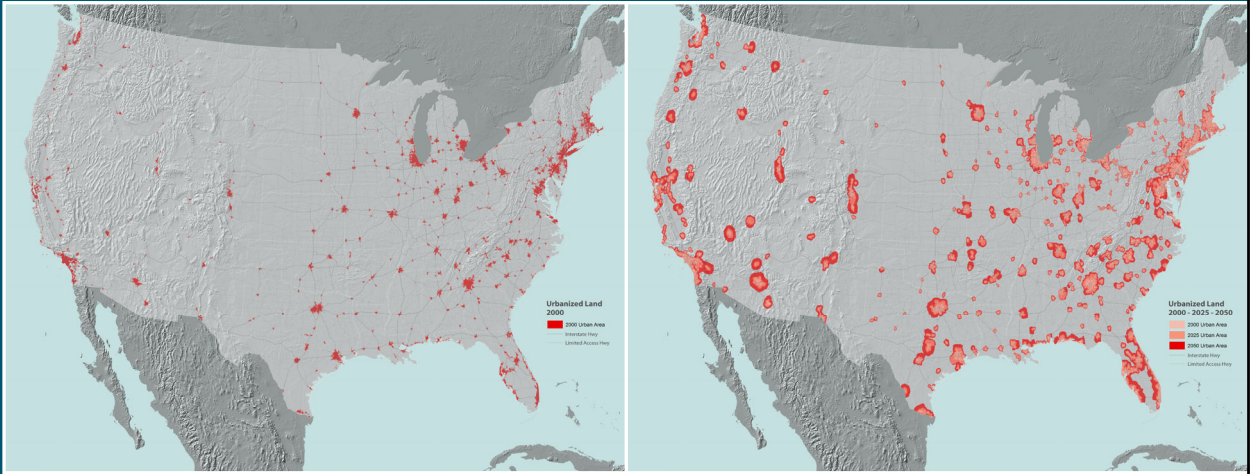 Urbanized Land
2000
2000 Urban Area
Interstate Hwy
Limited Access Hwy
Urbanized Land
2000 - 2025 - 2050
2000 Urban Area
2025 Urban Area
2050 Urban Area
Interstate Hwy
Limited Access Hwy